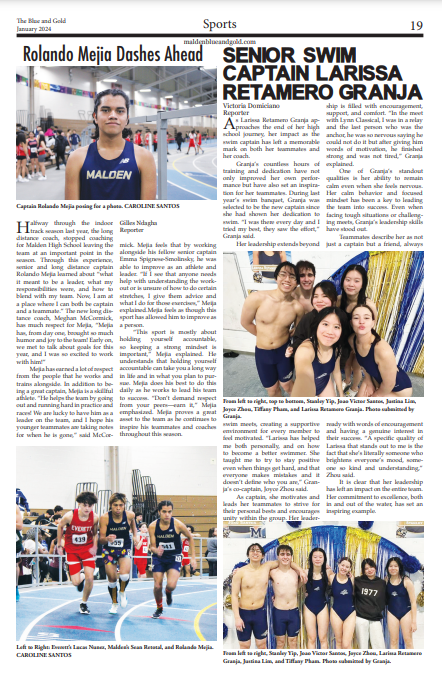 The Blue and Gold
January 2024
Sports
19
maldenblueandgold.com
Rolando Mejia Dashes Ahead
MALDEN
Captain Rolando Mejia posing for a photo. CAROLINE SANTOS
Halfway through the indoor
track season last year, the long
distance coach, stopped coaching
for Malden High School leaving the
team at an important point in the
season. Through this experience,
senior and long distance captain
Rolando Mejia learned about “what
it meant to be a leader, what my
responsibilities were, and how to
blend with my team. Now, I am at
a place where I can both be captain
and a teammate.” The new long dis-
tance coach, Meghan McCormick,
has much respect for Mejia, “Mejia
has, from day one, brought so much
humor and joy to the team! Early on,
we met to talk about goals for this
year, and I was so excited to work
with him!”
Mejia has earned a lot of respect
from the people that he works and
trains alongside. In addition to be-
ing a great captain, Mejia is a skillful
athlete. “He helps the team by going
out and running hard in practice and
races! We are lucky to have him as a
leader on the team, and I hope his
younger teammates are taking notes
for when he is gone,” said McCor-
Gilles Ndagha
Reporter
mick. Mejia feels that by working
alongside his fellow senior captain
Emma Spignese-Smolinsky, he was
able to improve as an athlete and
leader. “If I see that anyone needs
help with understanding the work-
out or is unsure of how to do certain
stretches, I give them advice and
what I do for those exercises,” Mejia
explained.Mejia feels as though this
sport has allowed him to improve as
a person.
“This sport is mostly about
holding yourself accountable,
so keeping a strong mindset is
important,” Mejia explained. He
understands that holding yourself
accountable can take you a long way
in life and in what you plan to pur-
sue. Mejia does his best to do this
daily as he works to lead his team
to success. “Don't demand respect
from your peers—earn it,” Mejia
emphasized. Mejia proves a great
asset to the team as he continues to
inspire his teammates and coaches
throughout this season.
EVERETT
439
MALDEN
MALDEN
Left to Right: Everett's Lucas Nunez, Malden's Sean Retotal, and Rolando Mejia.
CAROLINE SANTOS
SENIOR SWIM
CAPTAIN LARISSA
RETAMERO GRANJA
Victoria Domiciano
Reporter
As Larissa Retamero Granja ap-
proaches the end of her high
school journey, her impact as the
swim captain has left a memorable
mark on both her teammates and
her coach.
Granja's countless hours of
training and dedication have not
only improved her own perfor-
mance but have also set an inspira-
tion for her teammates. During last
year's swim banquet, Granja was
selected to be the new captain since
she had shown her dedication to
swim. “I was there every day and I
tried my best, they saw the effort,”
Granja said.
Her leadership extends beyond
ship is filled with encouragement,
support, and comfort. “In the meet
with Lynn Classical, I was in a relay
and the last person who was the
anchor, he was so nervous saying he
could not do it but after giving him
words of motivation, he finished
strong and was not tired,” Granja
explained.
One of Granja's standout
qualities is her ability to remain
calm even when she feels nervous.
Her calm behavior and focused
mindset has been a key to leading
the team into success. Even when
facing tough situations or challeng-
ing meets, Granja's leadership skills
have stood out.
Teammates describe her as not
just a captain but a friend, always
From left to right, top to bottom, Stanley Yip, Joao Victor Santos, Justina Lim,
Joyce Zhou, Tiffany Pham, and Larissa Retamero Granja. Photo submitted by
Granja.
swim meets, creating a supportive
environment for every member to
feel motivated. “Larissa has helped
me both personally, and on how
to become a better swimmer. She
taught me to try to stay positive
even when things get hard, and that
everyone makes mistakes and it
doesn't define who you are,” Gran-
ja's co-captain, Joyce Zhou said.
As captain, she motivates and
leads her teammates to strive for
their personal bests and encourages
unity within the group. Her leader-
ready with words of encouragement
and having a genuine interest in
their success. “A specific quality of
Larissa that stands out to me is the
fact that she's literally someone who
brightens everyone's mood, some-
one so kind and understanding,”
Zhou said.
It is clear that her leadership
has left an impact on the entire team.
Her commitment to excellence, both
in and out of the water, has set an
inspiring example.
1977
From left to right, Stanley Yip, Joao Victor Santos, Joyce Zhou, Larissa Retamero
Granja, Justina Lim, and Tiffany Pham. Photo submitted by Granja.